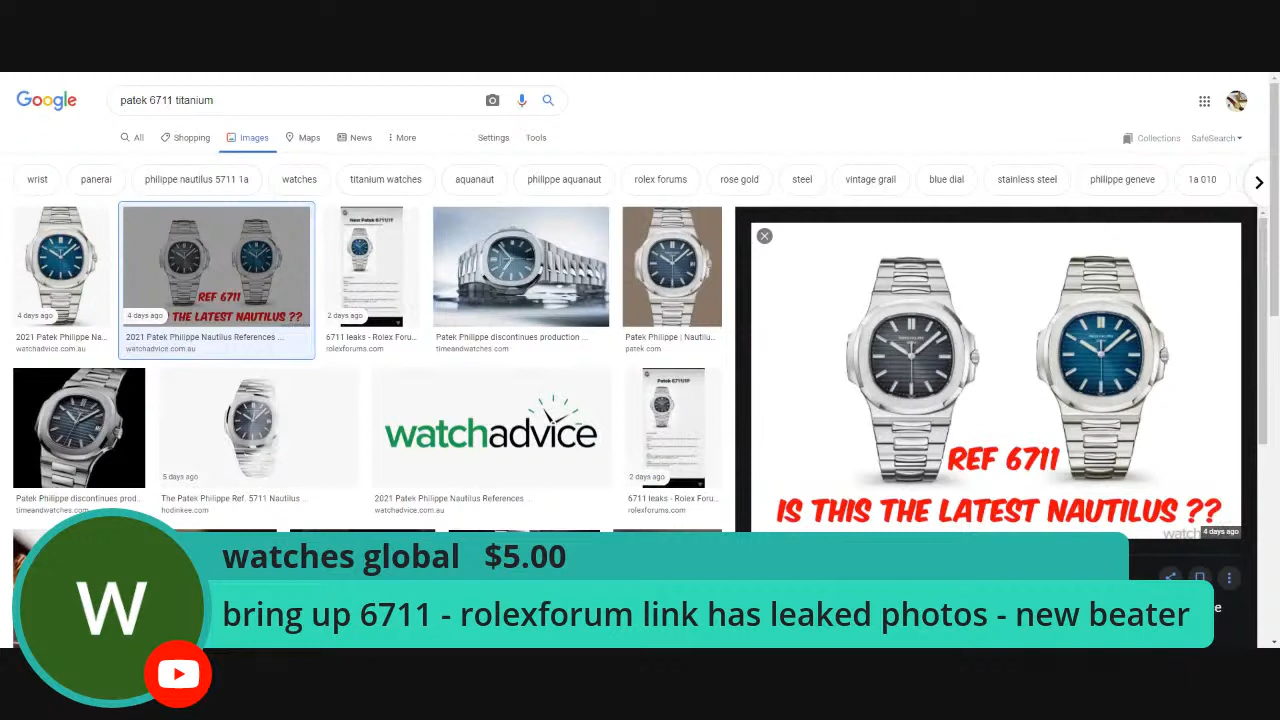 Google
patek 6711 titanium
All
Shopping
Images
Maps
News
More
Settings
Tools
Collections
SafeSearch
wrist
panerai
philippe nautilus 5711 1a
watches
titanium watches
aquanaut
philippe aquanaut
rolex forums
rose gold
steel
vintage grail
blue dial
stainless steel
philippe geneve
1a 010
4 days ago
2021 Patek Philippe Na...
watchadvice.com.au
REF 6711
4 days ago
THE LATEST NAUTILUS ??
2021 Patek Philippe Nautilus References ...
watchadvice.com.au
New Patek 6711/1T
2 days ago
6711 leaks - Rolex Foru...
rolexforums.com
Patek Philippe discontinues production ...
timeandwatches.com
Patek Philippe | Nautilu...
patek.com
Patek Philippe discontinues prod...
timeandwatches.com
5 days ago
The Patek Philippe Ref. 5711 Nautilus ...
hodinkee.com
watchadvice
2021 Patek Philippe Nautilus References ...
watchadvice.com.au
Patek 6711/1T
2 days ago
6711 leaks - Rolex Foru...
rolexforums.com
REF 6711
IS THIS THE LATEST NAUTILUS ??
4 days ago
W
watches global $5.00
bring up 6711 - rolexforum link has leaked photos - new beater